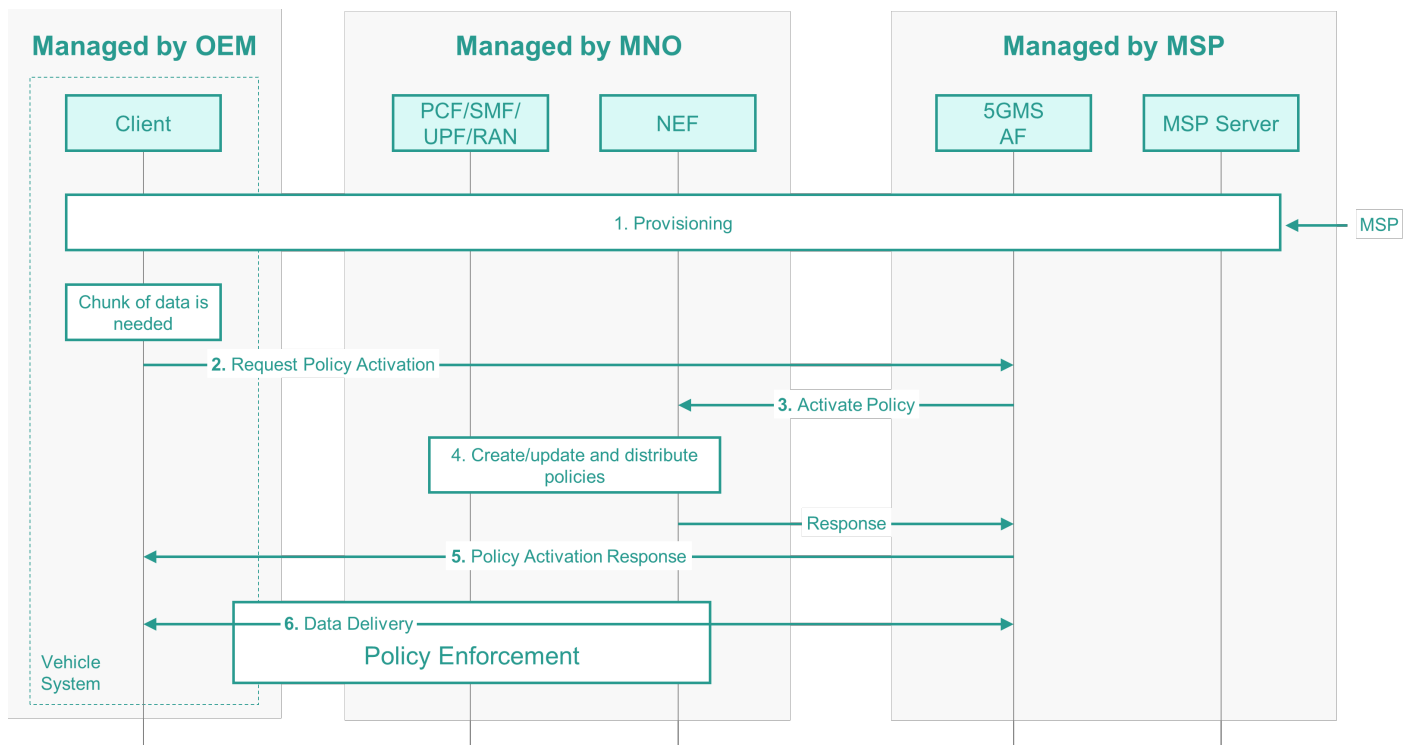 Managed by OEM
Managed by MNO
Managed by MSP
Client
PCF/SMF/
UPF/RAN
NEF
5GMS
AF
MSP Server
1. Provisioning
MSP
Chunk of data is
needed
2. Request Policy Activation
3. Activate Policy
4. Create/update and distribute
policies
Response
5. Policy Activation Response
6. Data Delivery
Policy Enforcement
Vehicle
System